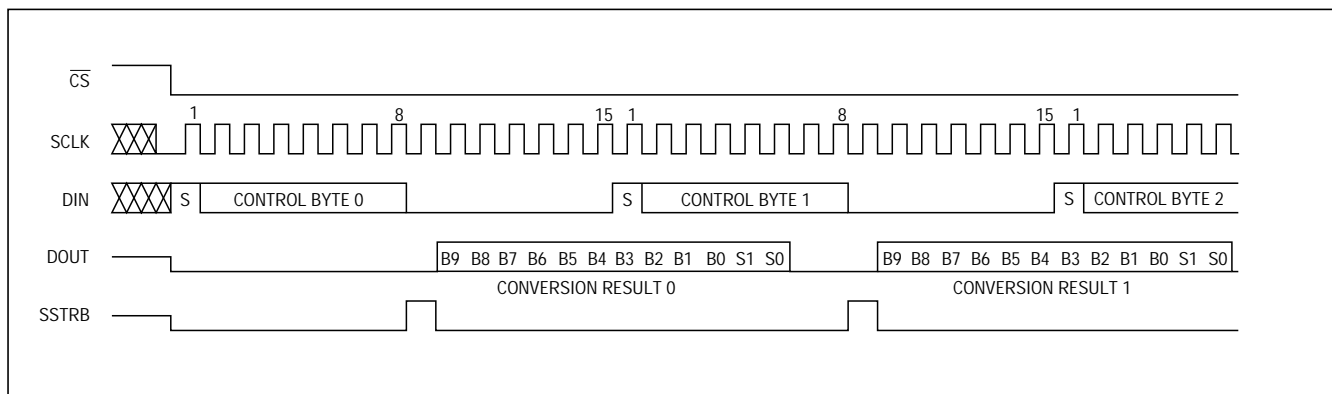 CS
1 8 15 1 8 15 1
SCLK
DIN S CONTROL BYTE 0 S CONTROL BYTE 1 S CONTROL BYTE 2
DOUT B9 B8 B7 B6 B5 B4 B3 B2 B1 B0 S1 S0 B9 B8 B7 B6 B5 B4 B3 B2 B1 B0 S1 S0
CONVERSION RESULT 0 CONVERSION RESULT 1
SSTRB